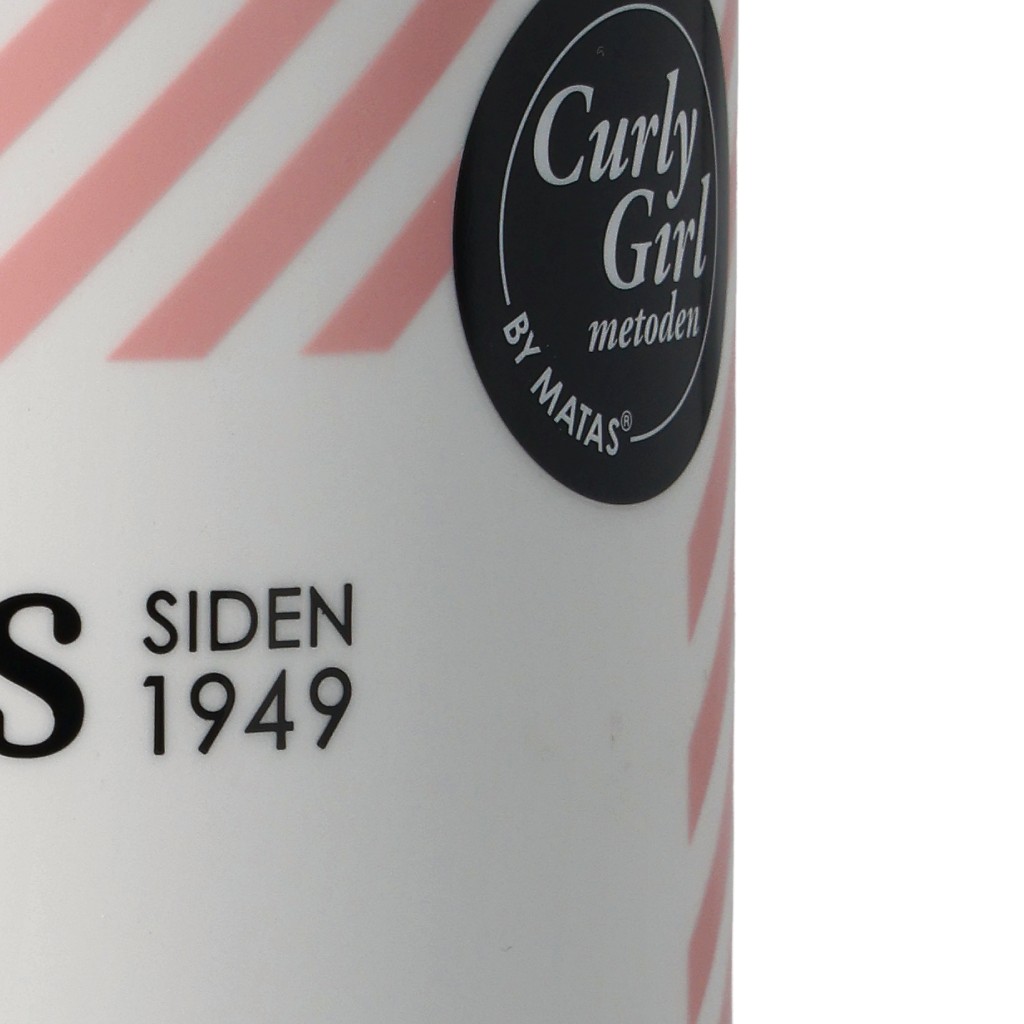 Curly
Girl
metoden
BY MATAS®
S
SIDEN
1949